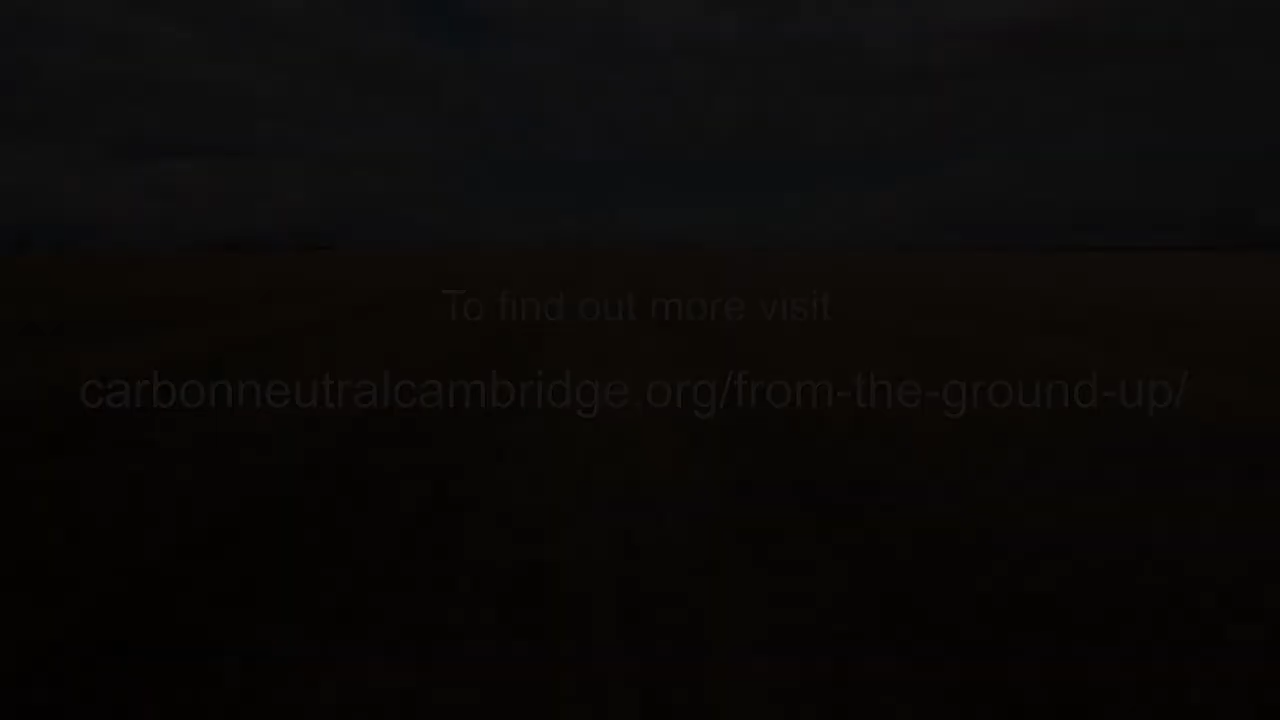 To find out more visit
carbonneutralcambridge.org/from-the-ground-up/